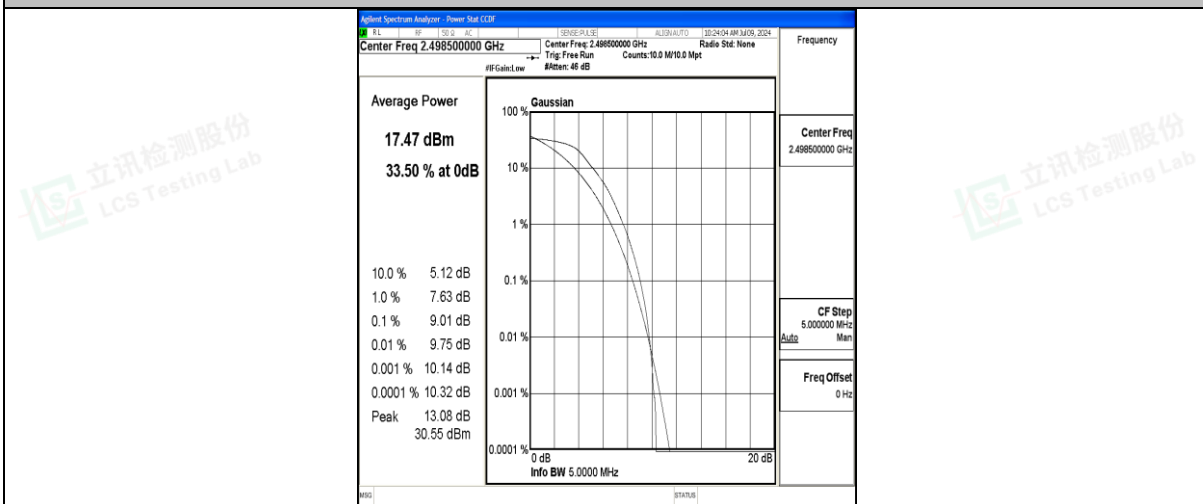 Agilent Spectrum Analyzer - Power Stat CCDF
RL RF 50 Ω AC SENSE:PULSE ALIGN AUTO 10:24:04 AM Jul 09, 2024
Center Freq 2.498500000 GHz
Center Freq: 2.498500000 GHz Radio Std: None
Trig: Free Run Counts:10.0 M/10.0 Mpt
#IFGain:Low #Atten: 46 dB
Frequency
Average Power
17.47 dBm
33.50 % at 0dB
10.0 % 5.12 dB
1.0 % 7.63 dB
0.1 % 9.01 dB
0.01 % 9.75 dB
0.001 % 10.14 dB
0.0001 % 10.32 dB
Peak 13.08 dB
30.55 dBm
Gaussian
100 %
10 %
1 %
0.1 %
0.01 %
0.001 %
0.0001 %
0 dB 20 dB
Info BW 5.0000 MHz
Center Freq
2.498500000 GHz
CF Step
5.000000 MHz
Auto Man
Freq Offset
0 Hz
MSG STATUS
立讯检测股份
LCS Testing Lab
立讯检测股份
LCS Testing Lab